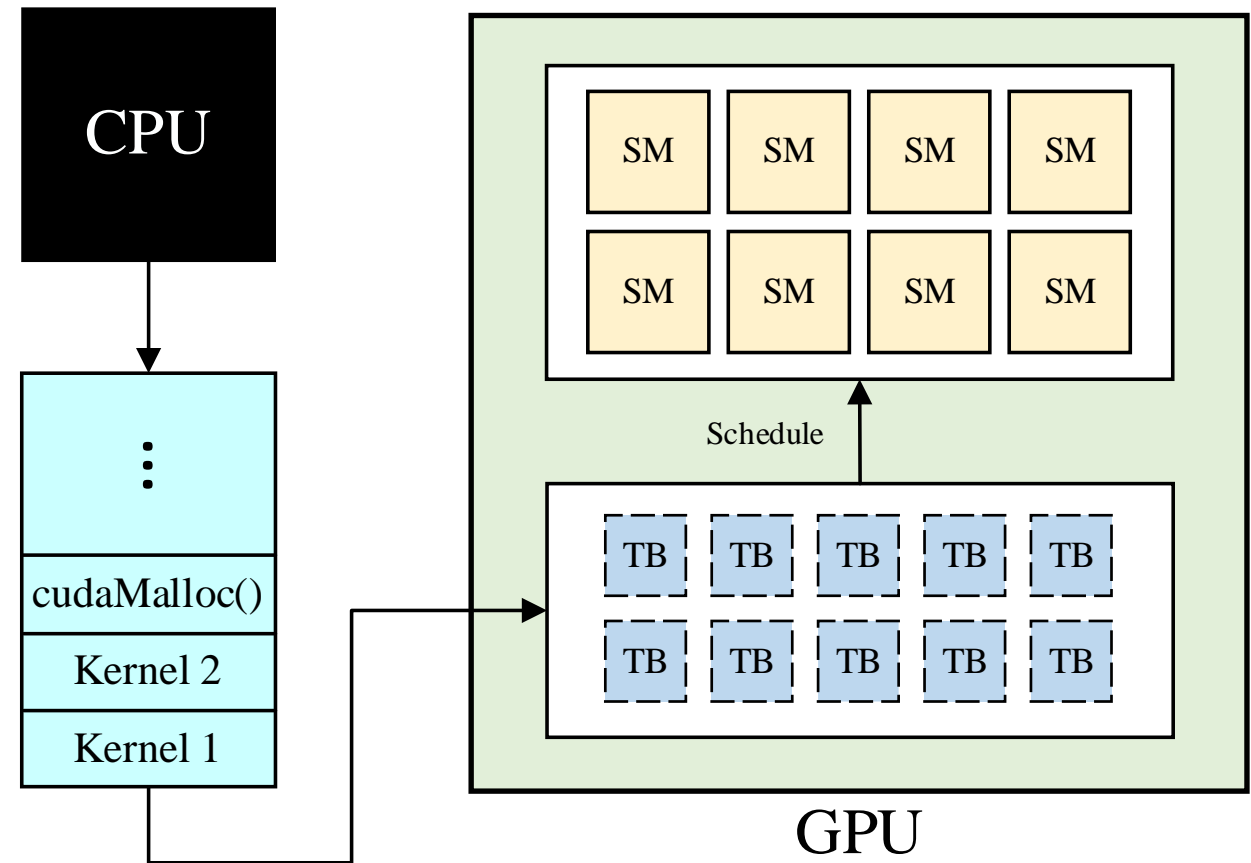 CPU
⋮
cudaMalloc()
Kernel 2
Kernel 1
SM SM SM SM
SM SM SM SM
Schedule
TB TB TB TB TB
TB TB TB TB TB
GPU